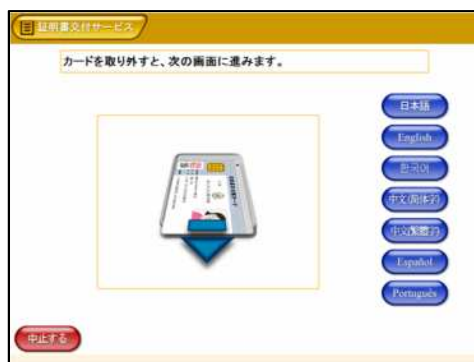 証明書交付サービス
カードを取り外すと、次の画面に進みます。
日本語
English
한국어
中文(简体字)
中文(繁體字)
Español
Português
中止する